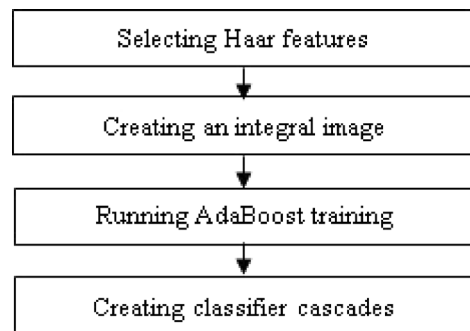 Selecting Haar features
Creating an integral image
Running AdaBoost training
Creating classifier cascades